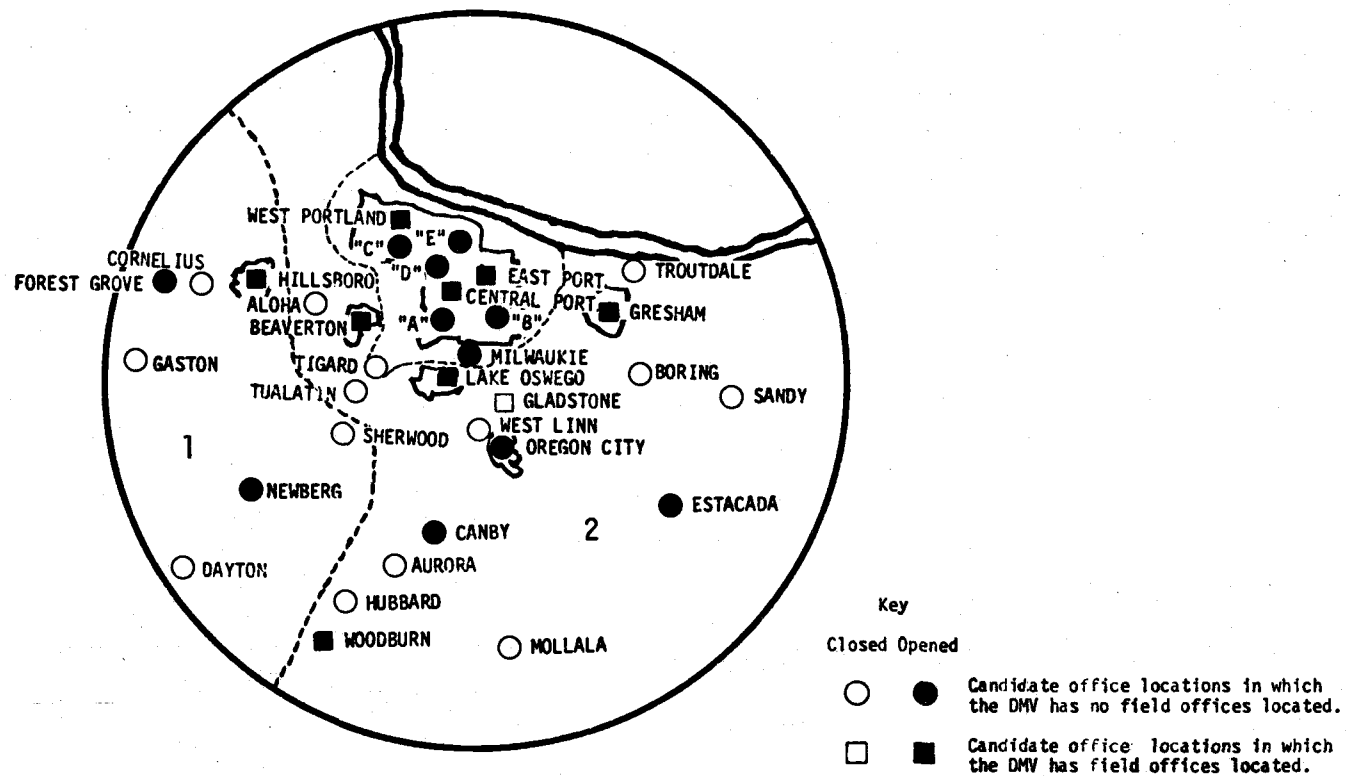 WEST PORTLAND
"C"
"E"
"D"
CORNELIUS
FOREST GROVE
HILLSBORO
EAST PORT
TROUTDALE
ALOHA
CENTRAL PORT
GRESHAM
BEAVERTON
"A"
"B"
MILWAUKIE
GASTON
TIGARD
LAKE OSWEGO
BORING
TUALATIN
GLADSTONE
SANDY
SHERWOOD
WEST LINN
OREGON CITY
1
NEWBERG
ESTACADA
CANBY
2
DAYTON
AURORA
HUBBARD
WOODBURN
MOLLALA
Key
Closed Opened
Candidate office locations in which
the DMV has no field offices located.
Candidate office locations in which
the DMV has field offices located.